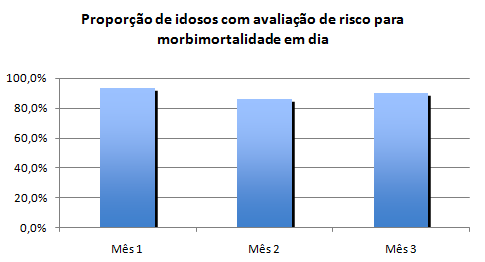 Proporção de idosos com avaliação de risco para
morbimortalidade em dia
100,0%
80,0%
60,0%
40,0%
20,0%
0,0%
Mês 1 Mês 2 Mês 3